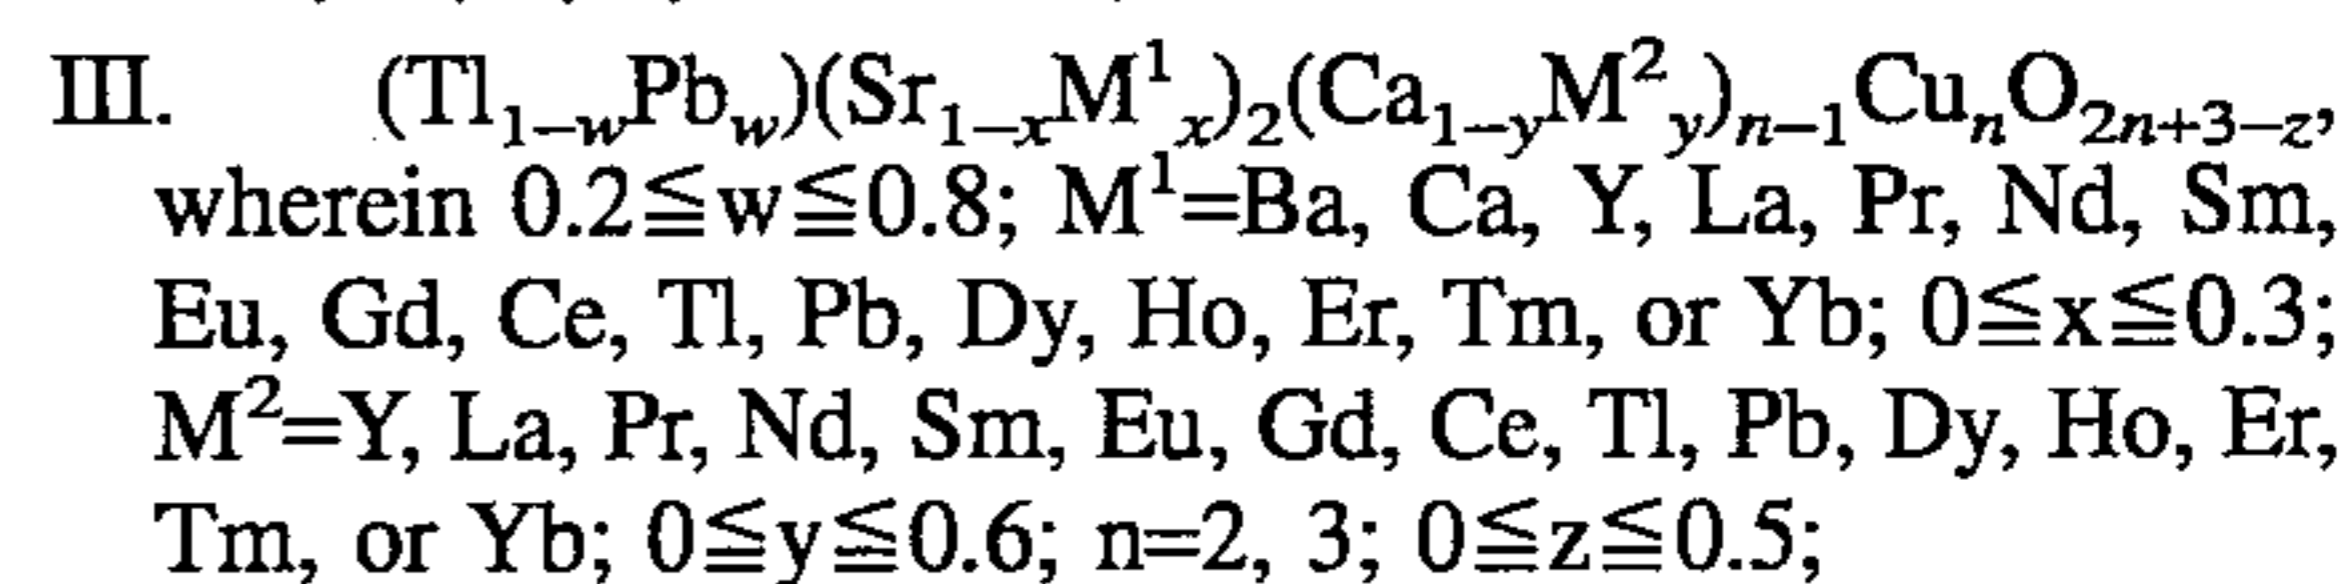 III. (Tl₁₋wPbw)(Sr₁₋ₓM¹ₓ)₂(Ca₁₋yM²y)ₙ₋₁CuₙO₂ₙ₊₃₋z,
wherein 0.2≦w≦0.8; M¹=Ba, Ca, Y, La, Pr, Nd, Sm,
Eu, Gd, Ce, Tl, Pb, Dy, Ho, Er, Tm, or Yb; 0≦x≦0.3;
M²=Y, La, Pr, Nd, Sm, Eu, Gd, Ce, Tl, Pb, Dy, Ho, Er,
Tm, or Yb; 0≦y≦0.6; n=2, 3; 0≦z≦0.5;